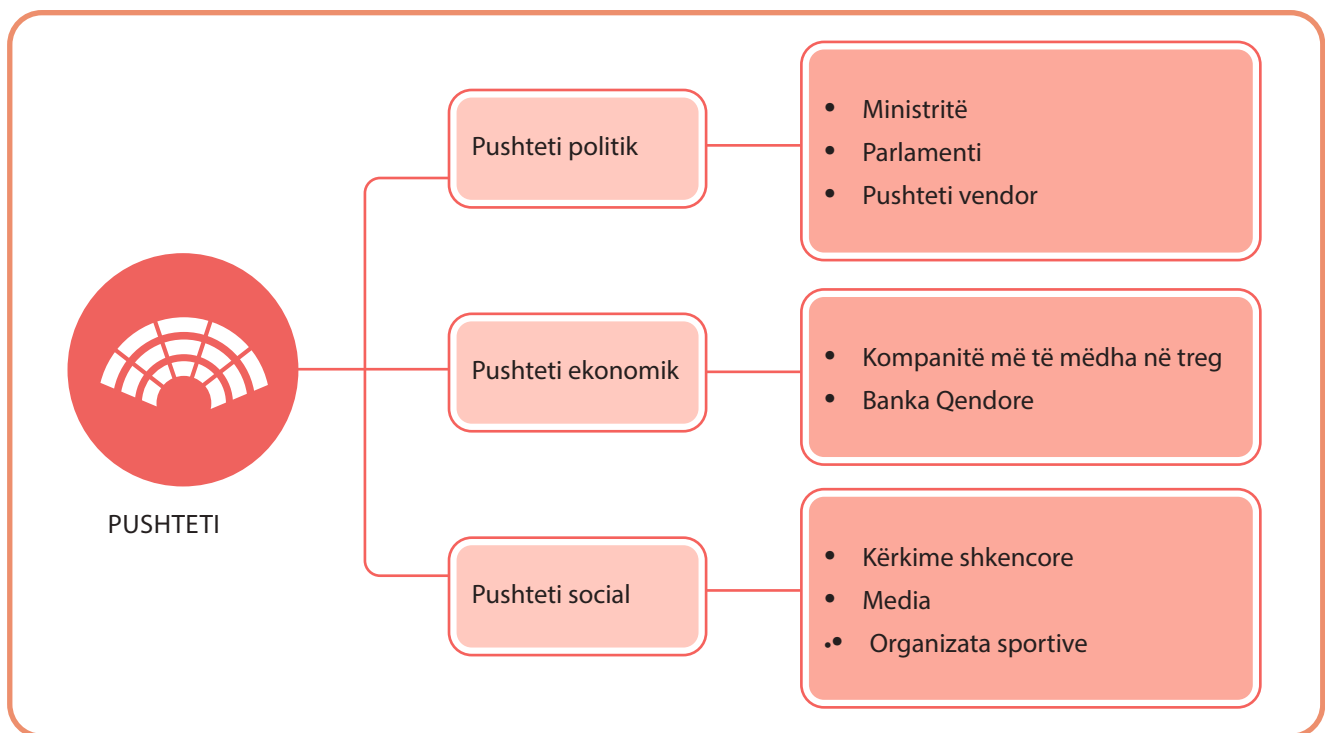 PUSHTETI
Pushteti politik
• Ministritë
• Parlamenti
• Pushteti vendor
Pushteti ekonomik
• Kompanitë më të mëdha në treg
• Banka Qendore
Pushteti social
• Kërkime shkencore
• Media
•• Organizata sportive